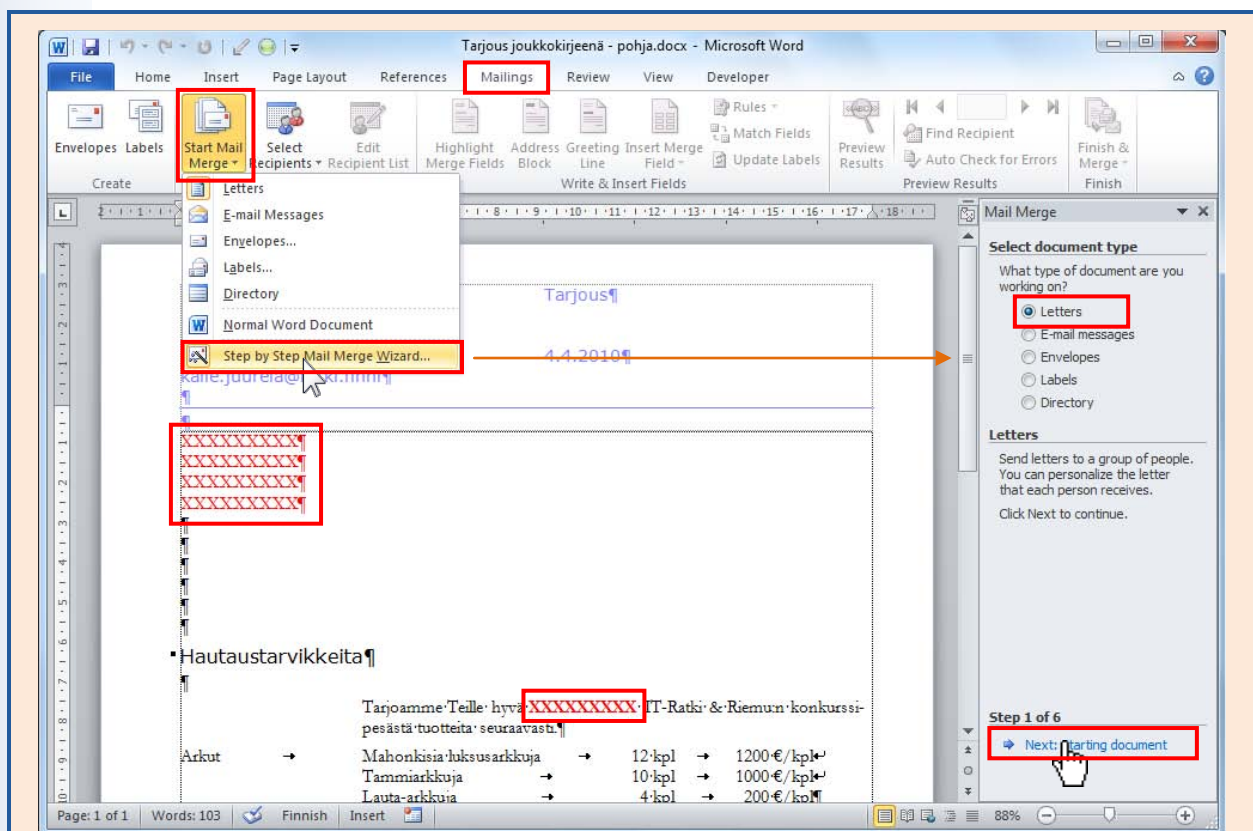 Tarjous joukkokirjeenä - pohja.docx - Microsoft Word
File Home Insert Page Layout References Mailings Review View Developer
Envelopes Labels
Start Mail Merge
Select Recipients
Edit Recipient List
Highlight Merge Fields
Address Block
Greeting Line
Insert Merge Field
Rules
Match Fields
Update Labels
Preview Results
Find Recipient
Auto Check for Errors
Finish & Merge
Create Write & Insert Fields Preview Results Finish
Letters
E-mail Messages
Envelopes...
Labels...
Directory
Normal Word Document
Step by Step Mail Merge Wizard...
Tarjous¶
4.4.2010¶
¶
¶
XXXXXXXXX¶
XXXXXXXXX¶
XXXXXXXXX¶
XXXXXXXXX¶
¶
¶
¶
¶
¶
¶
Hautaustarvikkeita¶
¶
Tarjoamme Teille hyvä XXXXXXXXX IT-Ratki & Riemu:n konkurssi-
pesästä tuotteita seuraavasti.¶
Arkut → Mahonkisia luksusarkkuja → 12 kpl → 1200 €/kpl↵
Tammiarkkuja → 10 kpl → 1000 €/kpl↵
Lauta-arkkuja → 4 kpl → 200 €/kpl¶
Mail Merge
Select document type
What type of document are you
working on?
Letters
E-mail messages
Envelopes
Labels
Directory
Letters
Send letters to a group of people.
You can personalize the letter
that each person receives.
Click Next to continue.
Step 1 of 6
Next: Starting document
Page: 1 of 1 Words: 103 Finnish Insert 88%